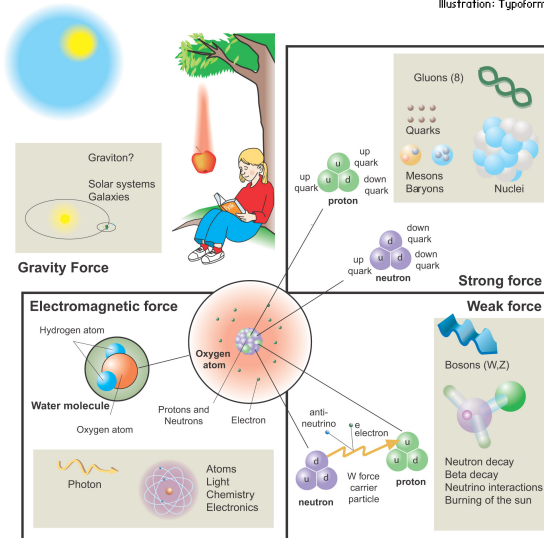 Illustration: Typoform
Graviton?
Solar systems
Galaxies
Gravity Force
Gluons (8)
Quarks
Mesons
Baryons
Nuclei
up
quark
up
quark
down
quark
u
u
d
proton
down
quark
up
quark
down
quark
d
u
d
neutron
Strong force
Electromagnetic force
Hydrogen atom
Water molecule
Oxygen atom
Oxygen
atom
Protons and
Neutrons
Electron
Photon
Atoms
Light
Chemistry
Electronics
Weak force
Bosons (W,Z)
Neutron decay
Beta decay
Neutrino interactions
Burning of the sun
anti-
neutrino
e
electron
d
u
d
neutron
W force
carrier
particle
u
u
d
proton